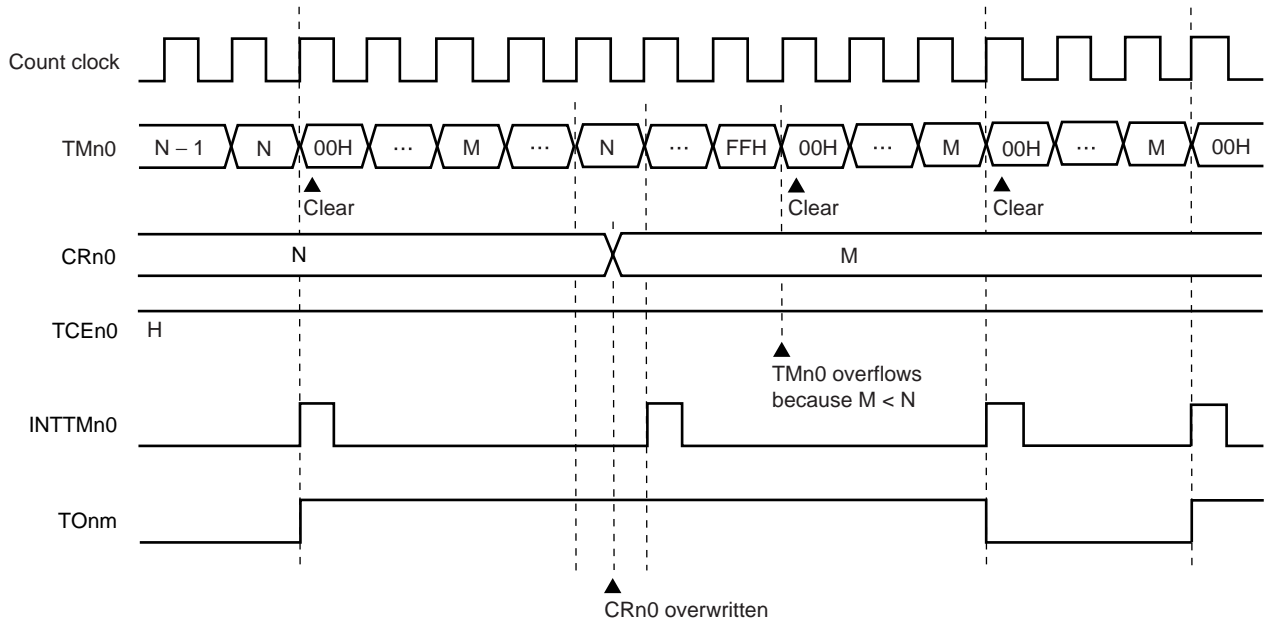 Count clock
TMn0 N − 1 N 00H ... M ... N ... FFH 00H ... M 00H ... M 00H
Clear Clear Clear
CRn0 N M
TCEn0 H
TMn0 overflows
because M < N
INTTMn0
TOnm
CRn0 overwritten